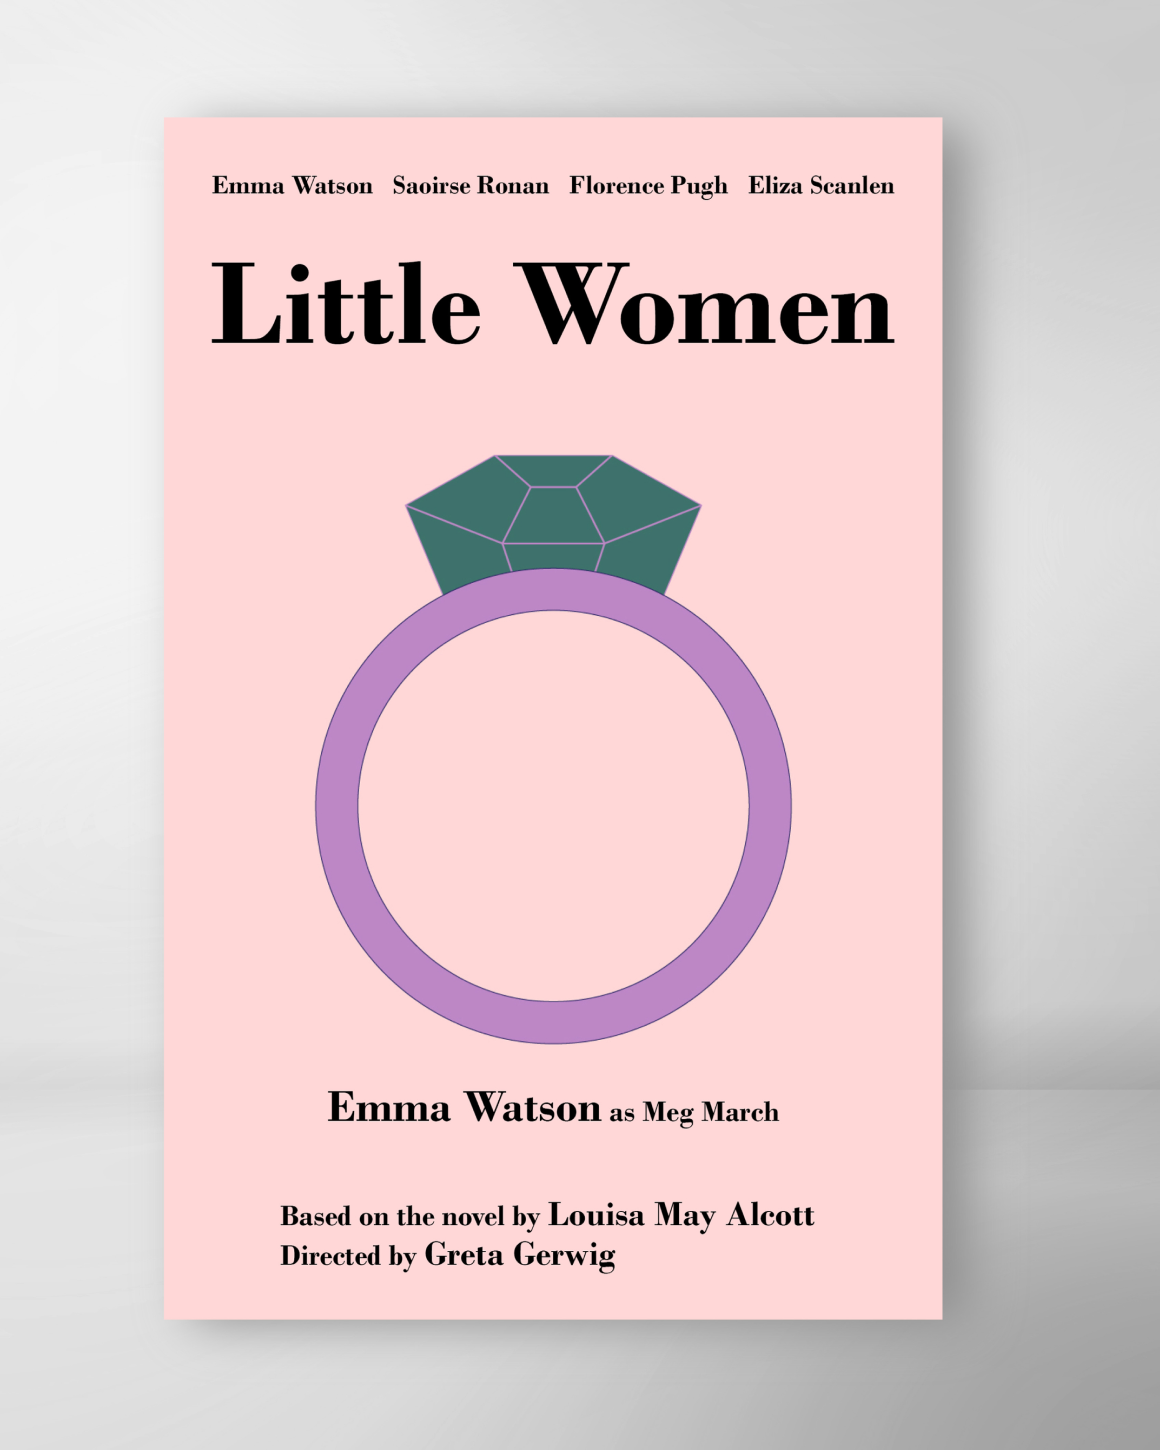 Emma Watson Saoirse Ronan Florence Pugh Eliza Scanlen
Little Women
Emma Watson as Meg March
Based on the novel by Louisa May Alcott
Directed by Greta Gerwig